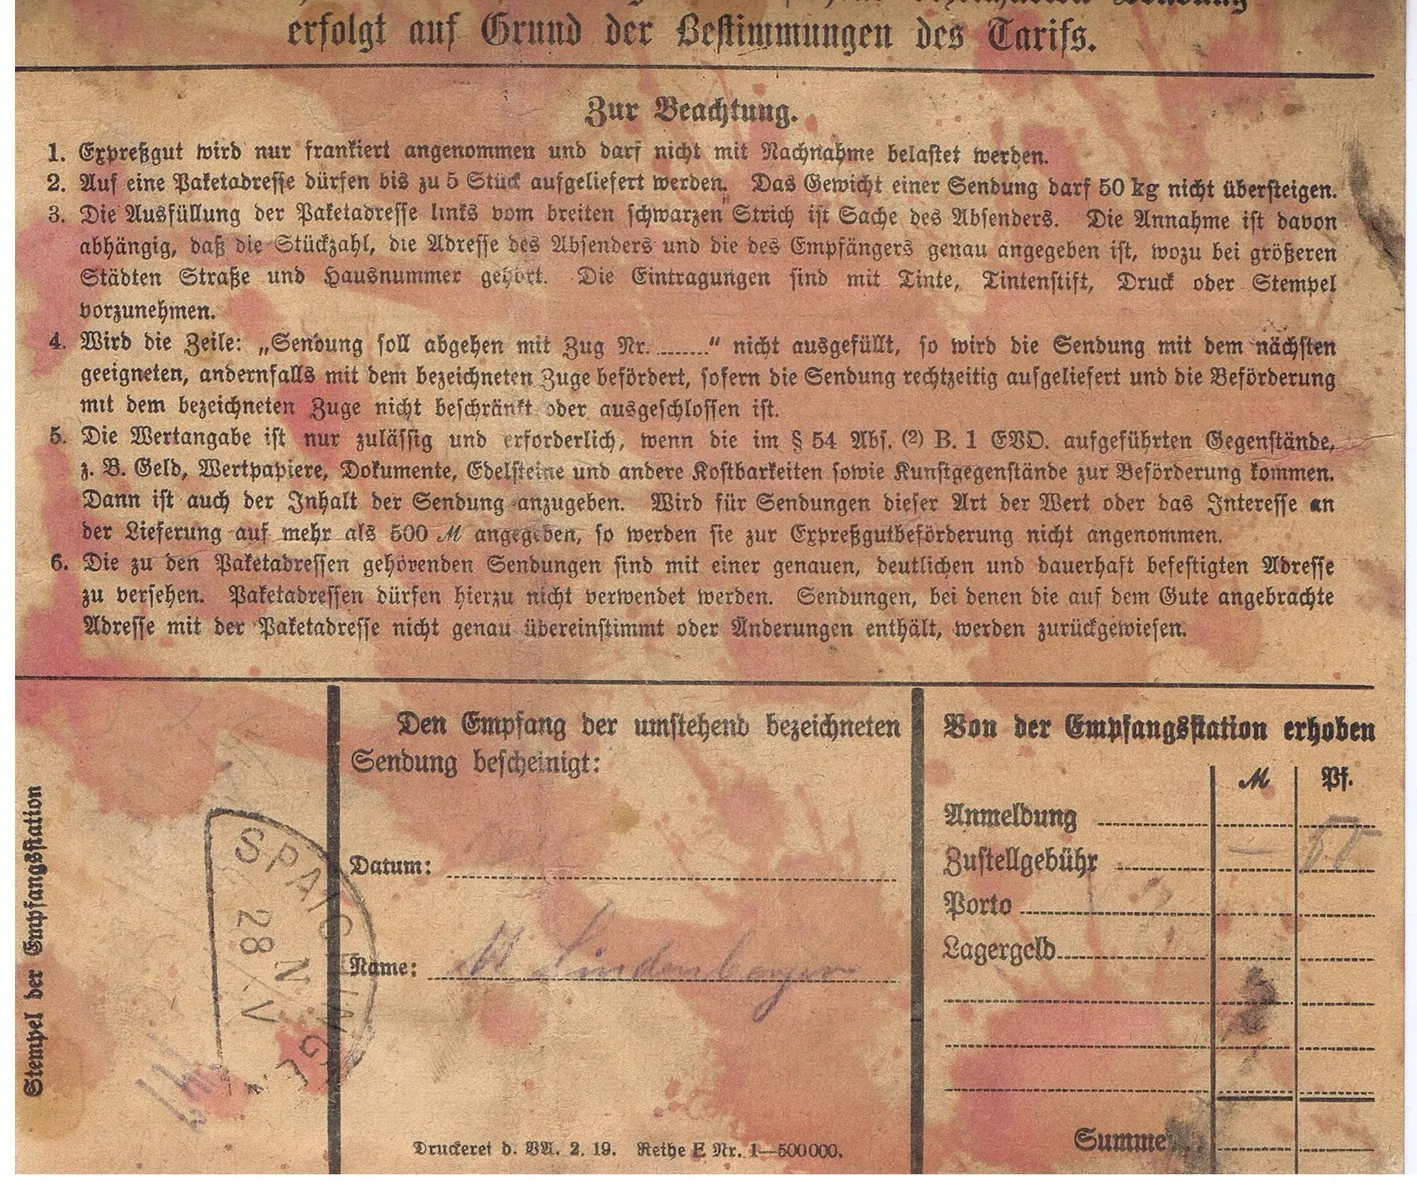 erfolgt auf Grund der Bestimmungen des Tarifs.
Zur Beachtung.
1. Expreßgut wird nur frankiert angenommen und darf nicht mit Nachnahme belastet werden.
2. Auf eine Paketadresse dürfen bis zu 5 Stück aufgeliefert werden. Das Gewicht einer Sendung darf 50 kg nicht übersteigen.
3. Die Ausfüllung der Paketadresse links vom breiten schwarzen Strich ist Sache des Absenders. Die Annahme ist davon
abhängig, daß die Stückzahl, die Adresse des Absenders und die des Empfängers genau angegeben ist, wozu bei größeren
Städten Straße und Hausnummer gehört. Die Eintragungen sind mit Tinte, Tintenstift, Druck oder Stempel
vorzunehmen.
4. Wird die Zeile: „Sendung soll abgehen mit Zug Nr. ........“ nicht ausgefüllt, so wird die Sendung mit dem nächsten
geeigneten, andernfalls mit dem bezeichneten Zuge befördert, sofern die Sendung rechtzeitig aufgeliefert und die Beförderung
mit dem bezeichneten Zuge nicht beschränkt oder ausgeschlossen ist.
5. Die Wertangabe ist nur zulässig und erforderlich, wenn die im § 54 Abs. (2) B. 1 EVO. aufgeführten Gegenstände,
z. B. Geld, Wertpapiere, Dokumente, Edelsteine und andere Kostbarkeiten sowie Kunstgegenstände zur Beförderung kommen.
Dann ist auch der Inhalt der Sendung anzugeben. Wird für Sendungen dieser Art der Wert oder das Interesse an
der Lieferung auf mehr als 500 M angegeben, so werden sie zur Expreßgutbeförderung nicht angenommen.
6. Die zu den Paketadressen gehörenden Sendungen sind mit einer genauen, deutlichen und dauerhaft befestigten Adresse
zu versehen. Paketadressen dürfen hierzu nicht verwendet werden. Sendungen, bei denen die auf dem Gute angebrachte
Adresse mit der Paketadresse nicht genau übereinstimmt oder Änderungen enthält, werden zurückgewiesen.
Stempel der Empfangsstation
SPAICHINGEN
28 IV
Den Empfang der umstehend bezeichneten
Sendung bescheinigt:
Datum:
Name: Lindenberger
Druckerei d. VA. 2. 19. Reihe E Nr. 1—500000.
Von der Empfangsstation erhoben
M Pf.
Anmeldung
Zustellgebühr
Porto
Lagergeld
Summe